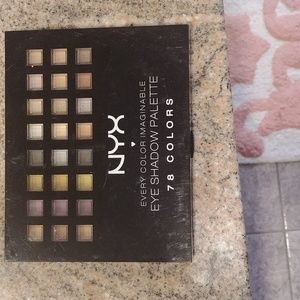 NYX
EVERY COLOR IMAGINABLE
EYE SHADOW PALETTE
78 COLORS